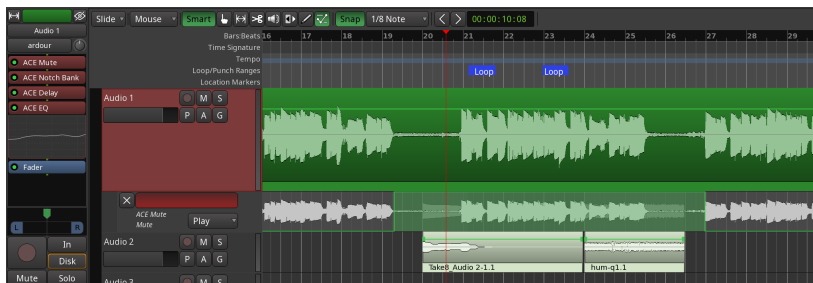 Slide Mouse Smart Snap 1/8 Note 00:00:10:08
Audio 1
ardour
ACE Mute
ACE Notch Bank
ACE Delay
ACE EQ
Fader
L R
In
Disk
Mute Solo
Bars:Beats 16 17 18 19 20 21 22 23 24 25 26 27 28 29
Time Signature
Tempo
Loop/Punch Ranges Loop Loop
Location Markers
Audio 1 M S
P A G
ACE Mute
Mute
Play
Audio 2 M S
P A G
Take8_Audio 2-1.1 hum-q1.1
Audio 3